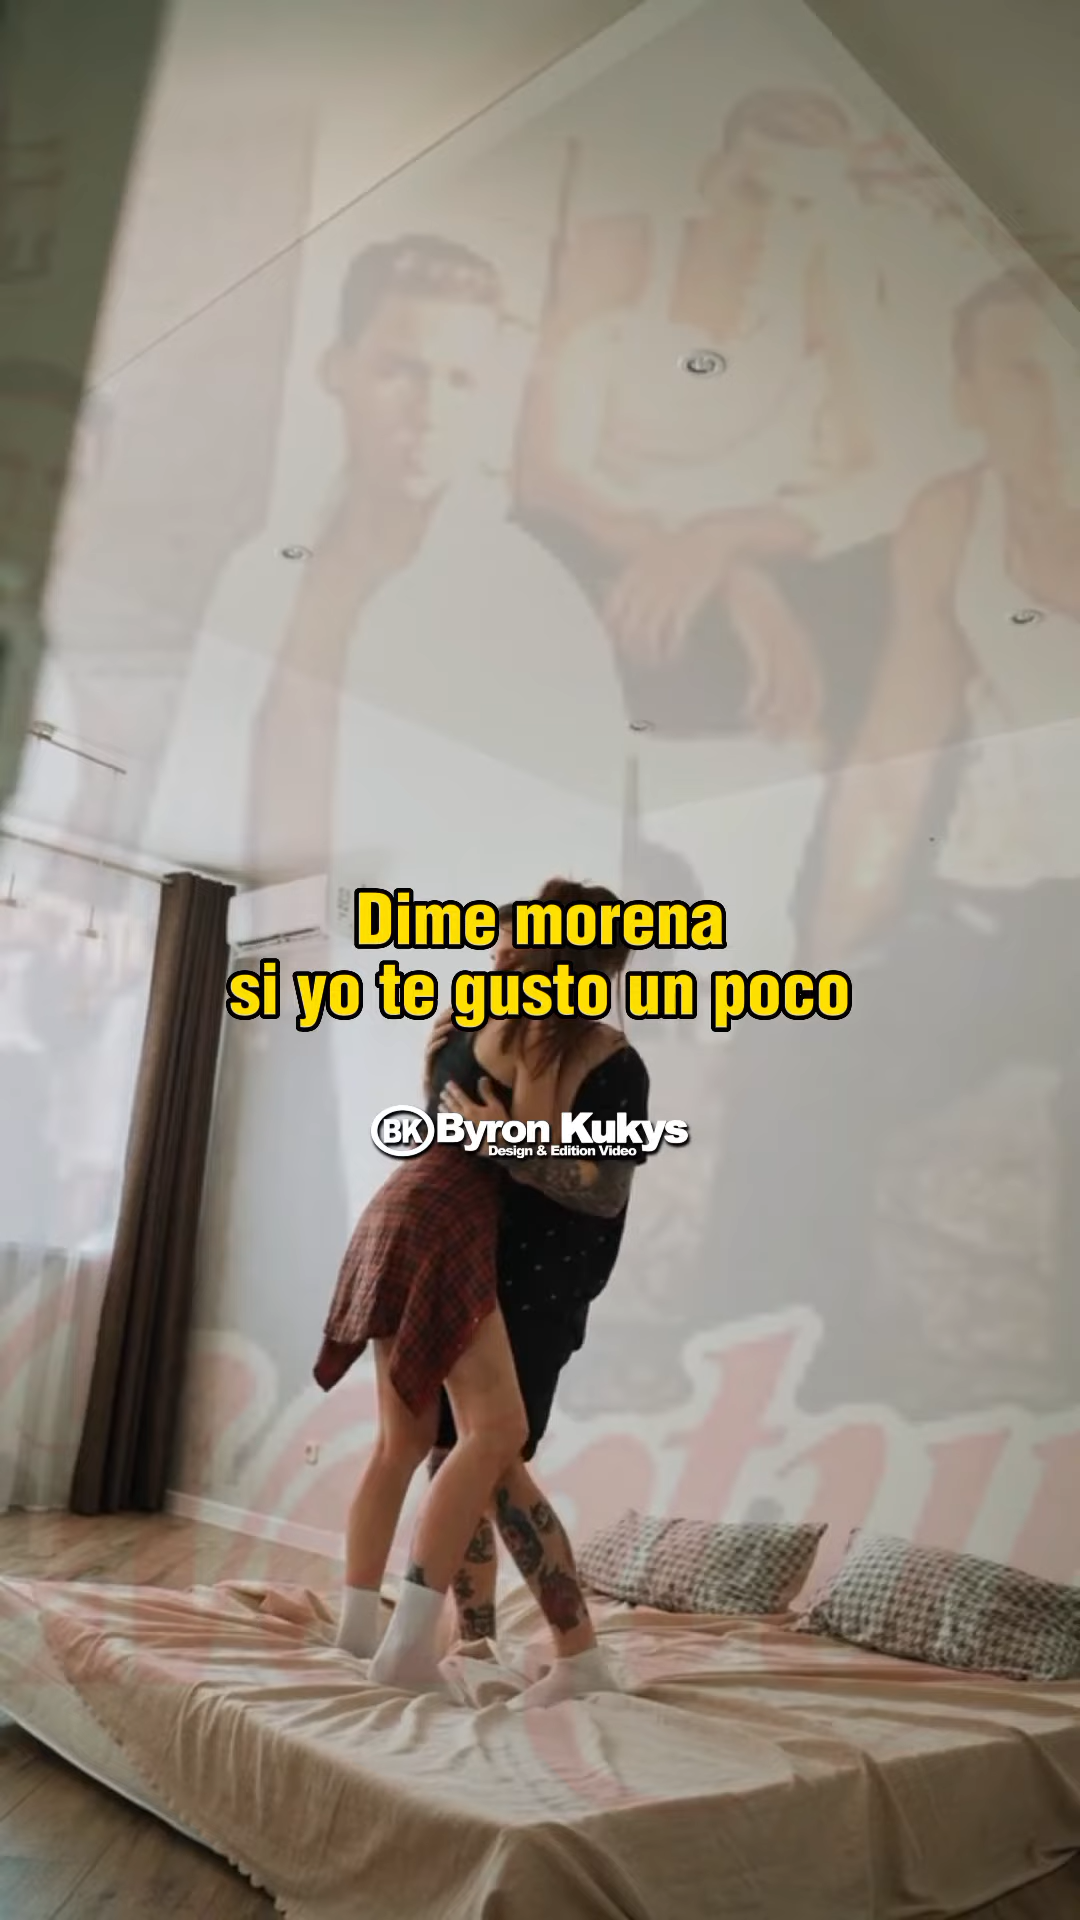 Dime morena
si yo te gusto un poco
BK Byron Kukys
Design & Edition Video